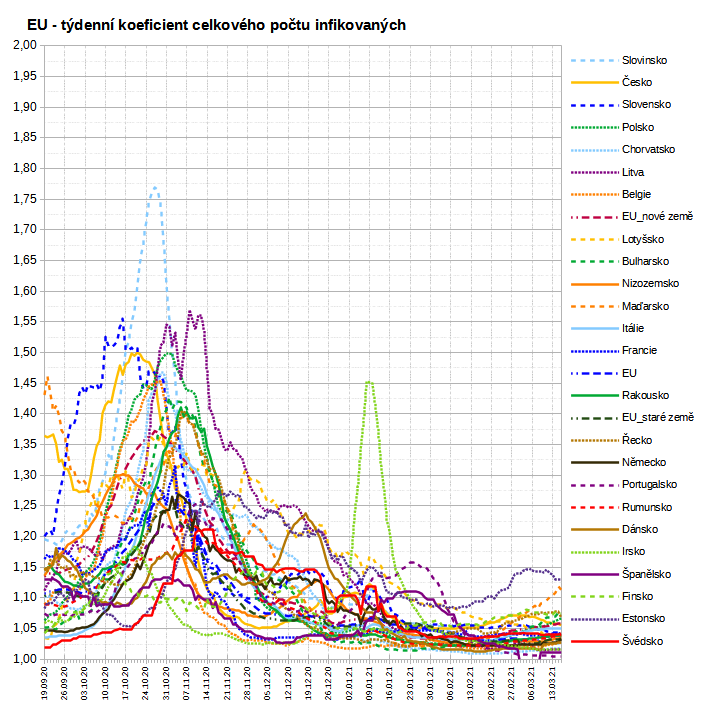 EU - týdenní koeficient celkového počtu infikovaných
2,00
1,95
1,90
1,85
1,80
1,75
1,70
1,65
1,60
1,55
1,50
1,45
1,40
1,35
1,30
1,25
1,20
1,15
1,10
1,05
1,00
19.09.20
26.09.20
03.10.20
10.10.20
17.10.20
24.10.20
31.10.20
07.11.20
14.11.20
21.11.20
28.11.20
05.12.20
12.12.20
19.12.20
26.12.20
02.01.21
09.01.21
16.01.21
23.01.21
30.01.21
06.02.21
13.02.21
20.02.21
27.02.21
06.03.21
13.03.21
Slovinsko
Česko
Slovensko
Polsko
Chorvatsko
Litva
Belgie
EU_nové země
Lotyšsko
Bulharsko
Nizozemsko
Maďarsko
Itálie
Francie
EU
Rakousko
EU_staré země
Řecko
Německo
Portugalsko
Rumunsko
Dánsko
Irsko
Španělsko
Finsko
Estonsko
Švédsko